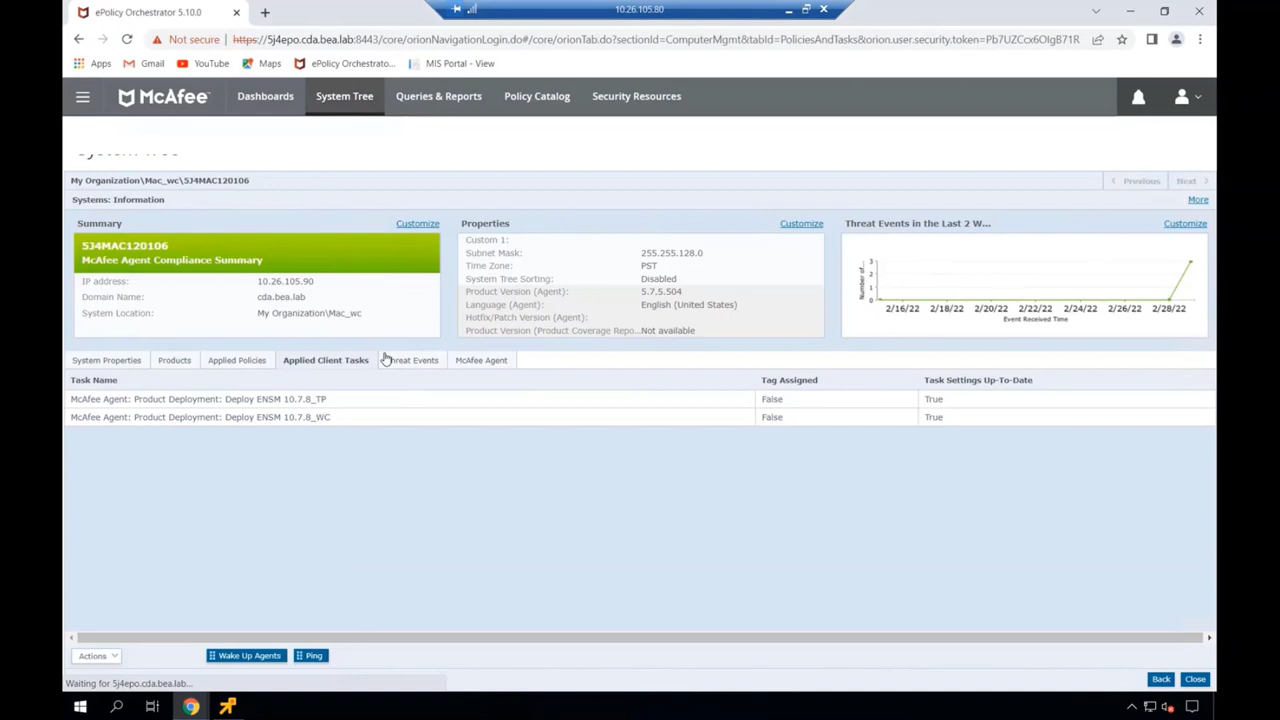 10.26.105.80
ePolicy Orchestrator 5.10.0
Not secure
https://5j4epo.cda.bea.lab:8443/core/orionNavigationLogin.do#/core/orionTab.do?sectionId=ComputerMgmt&tabId=PoliciesAndTasks&orion.user.security.token=Pb7UZCcx6OIgB71R
Apps Gmail YouTube Maps ePolicy Orchestrato... MIS Portal - View
McAfee Dashboards System Tree Queries & Reports Policy Catalog Security Resources
System Tree
My Organization\Mac_wc\5J4MAC120106
Previous Next
Systems: Information
More
Summary Customize
5J4MAC120106
McAfee Agent Compliance Summary
IP address: 10.26.105.90
Domain Name: cda.bea.lab
System Location: My Organization\Mac_wc
Properties Customize
Custom 1:
Subnet Mask: 255.255.128.0
Time Zone: PST
System Tree Sorting: Disabled
Product Version (Agent): 5.7.5.504
Language (Agent): English (United States)
Hotfix/Patch Version (Agent):
Product Version (Product Coverage Repo... Not available
Threat Events in the Last 2 W... Customize
Number of...
3
2
1
0
2/16/22 2/18/22 2/20/22 2/22/22 2/24/22 2/26/22 2/28/22
Event Received Time
System Properties Products Applied Policies Applied Client Tasks Threat Events McAfee Agent
Task Name Tag Assigned Task Settings Up-To-Date
McAfee Agent: Product Deployment: Deploy ENSM 10.7.8_TP False True
McAfee Agent: Product Deployment: Deploy ENSM 10.7.8_WC False True
Actions Wake Up Agents Ping
Waiting for 5j4epo.cda.bea.lab...
Back Close